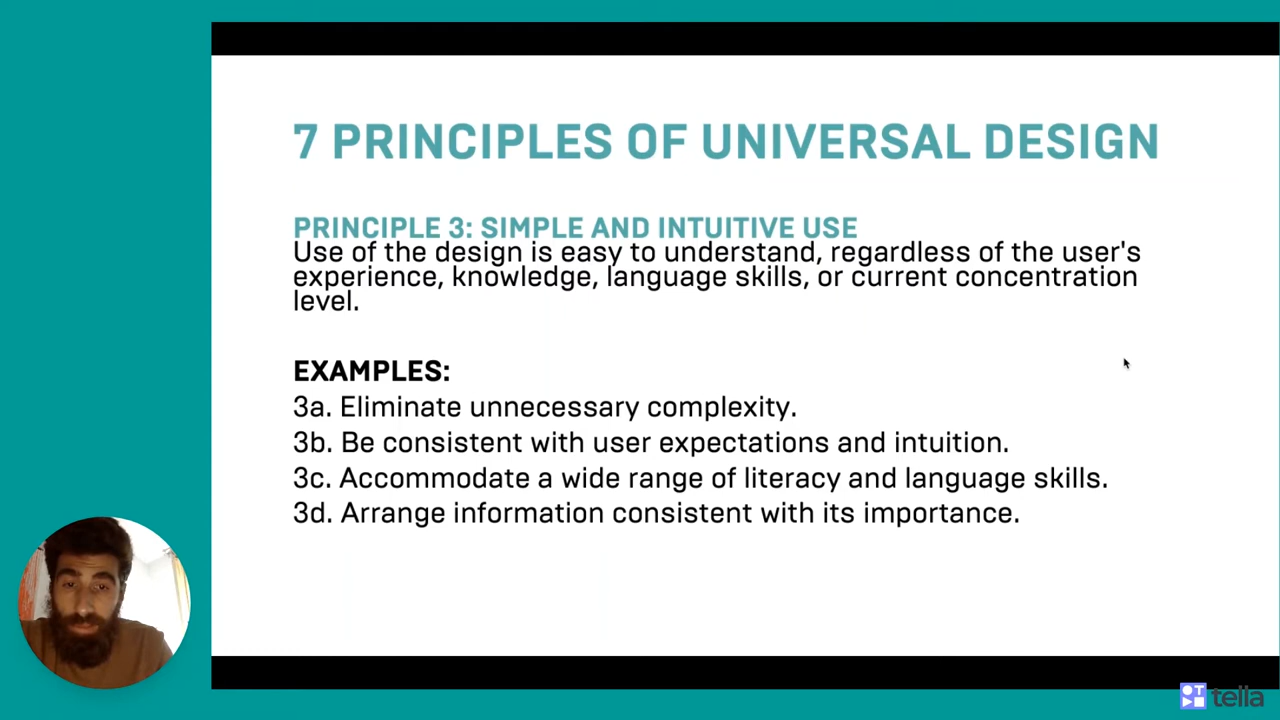 7 PRINCIPLES OF UNIVERSAL DESIGN
PRINCIPLE 3: SIMPLE AND INTUITIVE USE
Use of the design is easy to understand, regardless of the user's
experience, knowledge, language skills, or current concentration
level.
EXAMPLES:
3a. Eliminate unnecessary complexity.
3b. Be consistent with user expectations and intuition.
3c. Accommodate a wide range of literacy and language skills.
3d. Arrange information consistent with its importance.
tella